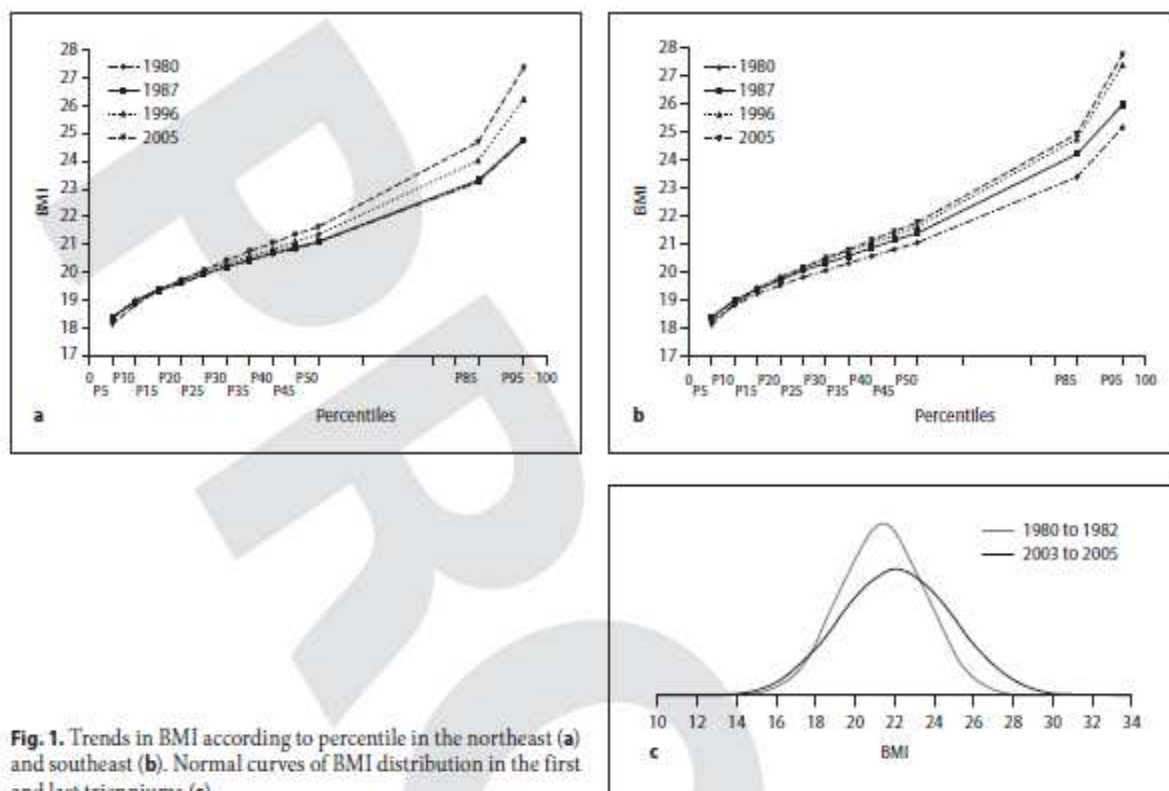 28
27
26
25
24
23
22
21
20
19
18
17
BMI
1980
1987
1996
2005
0 P10 P20 P30 P40 P50 P85 P95 100
P5 P15 P25 P35 P45
Percentiles
a
28
27
26
25
24
23
22
21
20
19
18
17
BMI
1980
1987
1996
2005
0 P10 P20 P30 P40 P50 P85 P95 100
P5 P15 P25 P35 P45
Percentiles
b
1980 to 1982
2003 to 2005
10 12 14 16 18 20 22 24 26 28 30 32 34
BMI
c
Fig. 1. Trends in BMI according to percentile in the northeast (a)
and southeast (b). Normal curves of BMI distribution in the first
and last trienniums (c).
PRO